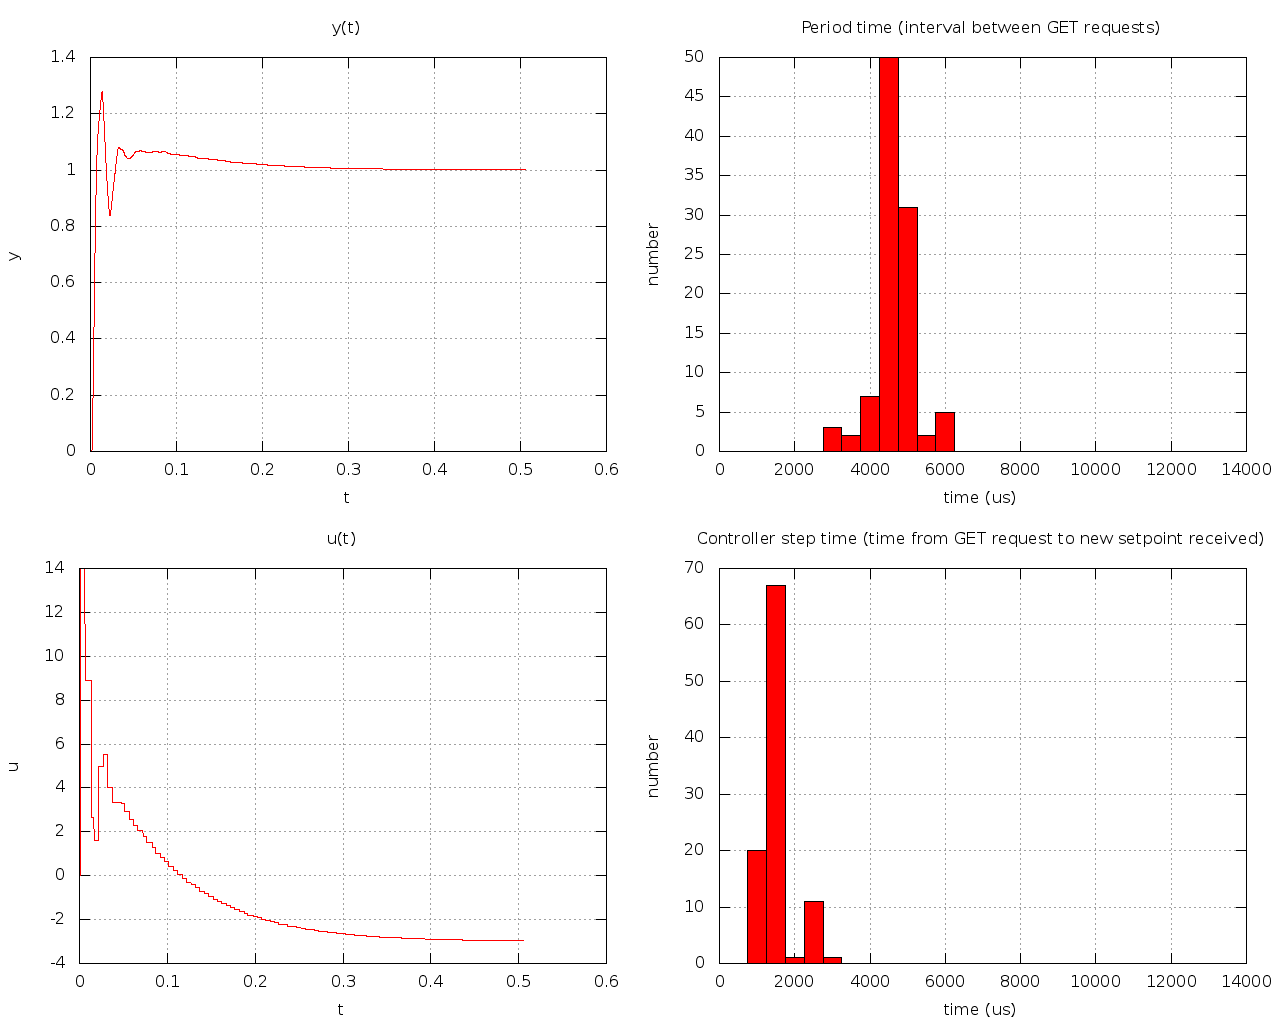 y(t)
1.4
1.2
1
0.8
0.6
0.4
0.2
0
y
0 0.1 0.2 0.3 0.4 0.5 0.6
t
Period time (interval between GET requests)
50
45
40
35
30
25
20
15
10
5
0
number
0 2000 4000 6000 8000 10000 12000 14000
time (us)
u(t)
14
12
10
8
6
4
2
0
-2
-4
u
0 0.1 0.2 0.3 0.4 0.5 0.6
t
Controller step time (time from GET request to new setpoint received)
70
60
50
40
30
20
10
0
number
0 2000 4000 6000 8000 10000 12000 14000
time (us)